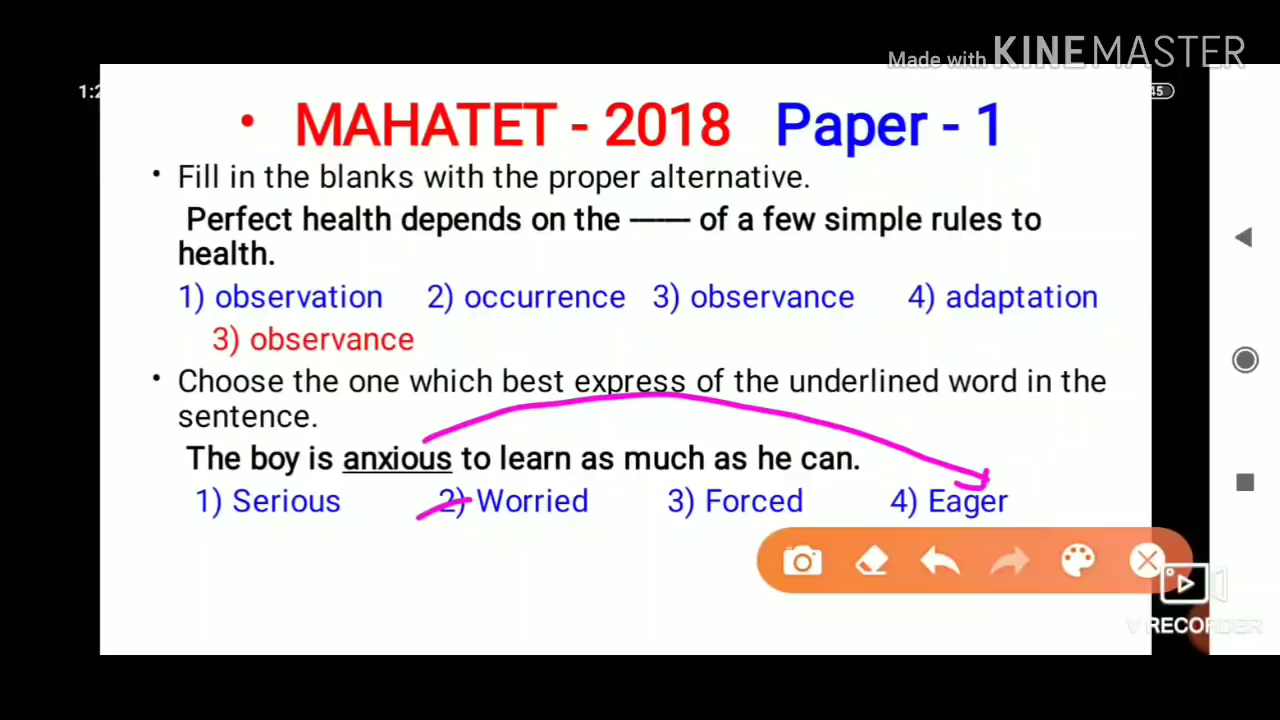 Made with KINEMASTER
1:2
45
• MAHATET - 2018 Paper - 1
• Fill in the blanks with the proper alternative.
Perfect health depends on the —— of a few simple rules to
health.
1) observation 2) occurrence 3) observance 4) adaptation
3) observance
• Choose the one which best express of the underlined word in the
sentence.
The boy is anxious to learn as much as he can.
1) Serious 2) Worried 3) Forced 4) Eager
V RECORDER